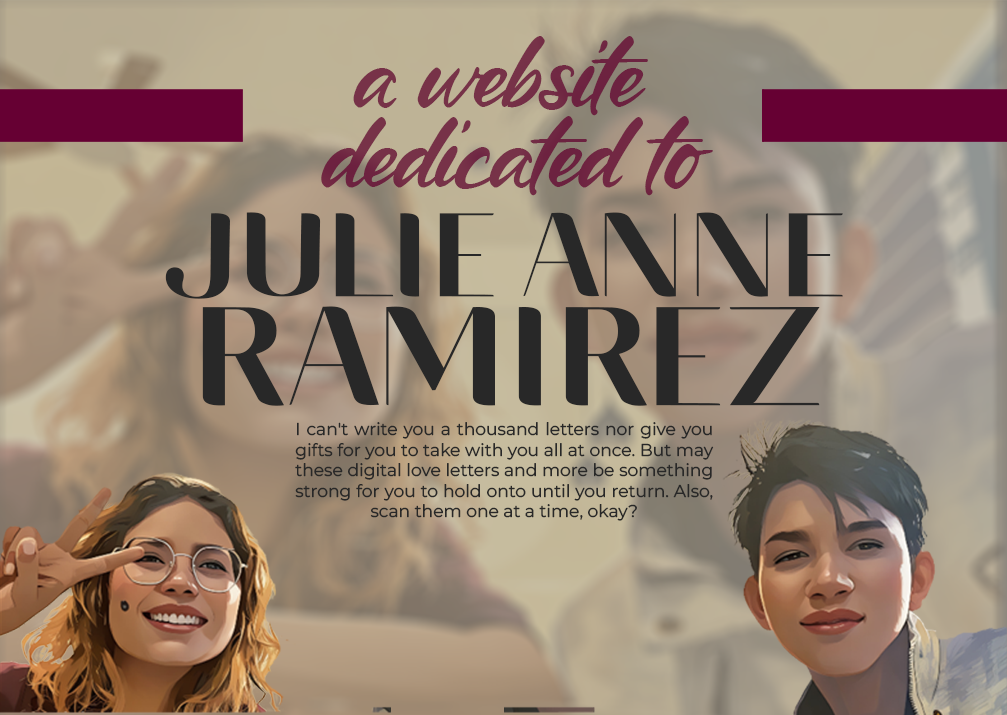 a website
dedicated to
JULIE ANNE
RAMIREZ
I can't write you a thousand letters nor give you
gifts for you to take with you all at once. But may
these digital love letters and more be something
strong for you to hold onto until you return. Also,
scan them one at a time, okay?